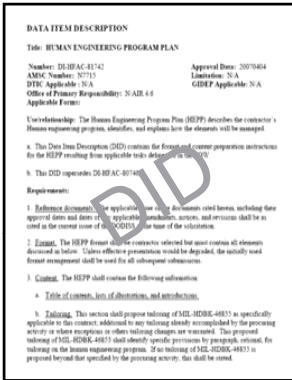 DATA ITEM DESCRIPTION
Title: HUMAN ENGINEERING PROGRAM PLAN
Number: DI-HFAC-81742 Approval Date: 20070404
AMSC Number: N7715 Limitation: N/A
DTIC Applicable: N/A GIDEP Applicable: N/A
Office of Primary Responsibility: N/AIR 4.6
Applicable Forms:
Use/relationship: The Human Engineering Program Plan (HEPP) describes the contractor's
Human engineering program, identifies, and explains how the elements will be managed.
a. This Data Item Description (DID) contains the format and content preparation instructions
for the HEPP resulting from applicable tasks in the SOW
b. This DID supersedes DI-HFAC-80740
Requirements:
1. Reference documents. The applicable issue of documents cited herein, including their
approval dates and dates of applicable amendments, notices, and revisions shall be as
cited in the current issue of the DODISS at the time of the solicitation.
2. Format. The HEPP format shall be contractor selected but must contain all elements
discussed in below. Unless effective presentation would be degraded, the initially used
format arrangement shall be used for all subsequent submissions.
3. Content. The HEPP shall contain the following information:
a. Table of contents, lists of illustrations, and introductions.
b. Tailoring. This section shall propose tailoring of MIL-HDBK-46855 as specifically
applicable to this contract; additional to any tailoring already accomplished by the procuring
activity or where exceptions or others tailoring changes are warranted. This proposed
tailoring of MIL-HDBK-46855 shall identify specific provisions by paragraph, rational, for
tailoring on the human engineering program. If no tailoring of MIL-HDBK-46855 is
proposed beyond that specified by the procuring activity, this shall be stated.
DID